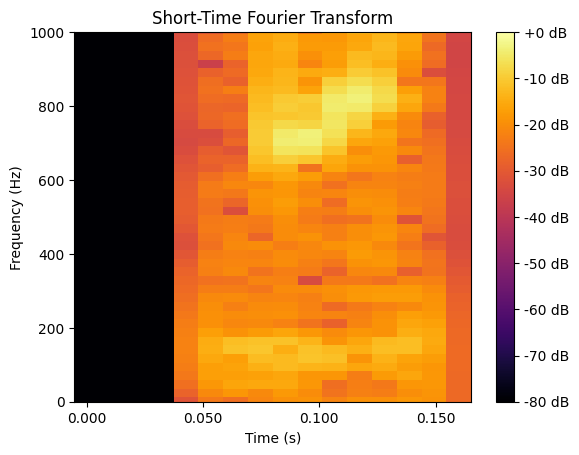 Short-Time Fourier Transform
1000
800
600
400
200
0
Frequency (Hz)
0.000
0.050
0.100
0.150
Time (s)
+0 dB
-10 dB
-20 dB
-30 dB
-40 dB
-50 dB
-60 dB
-70 dB
-80 dB